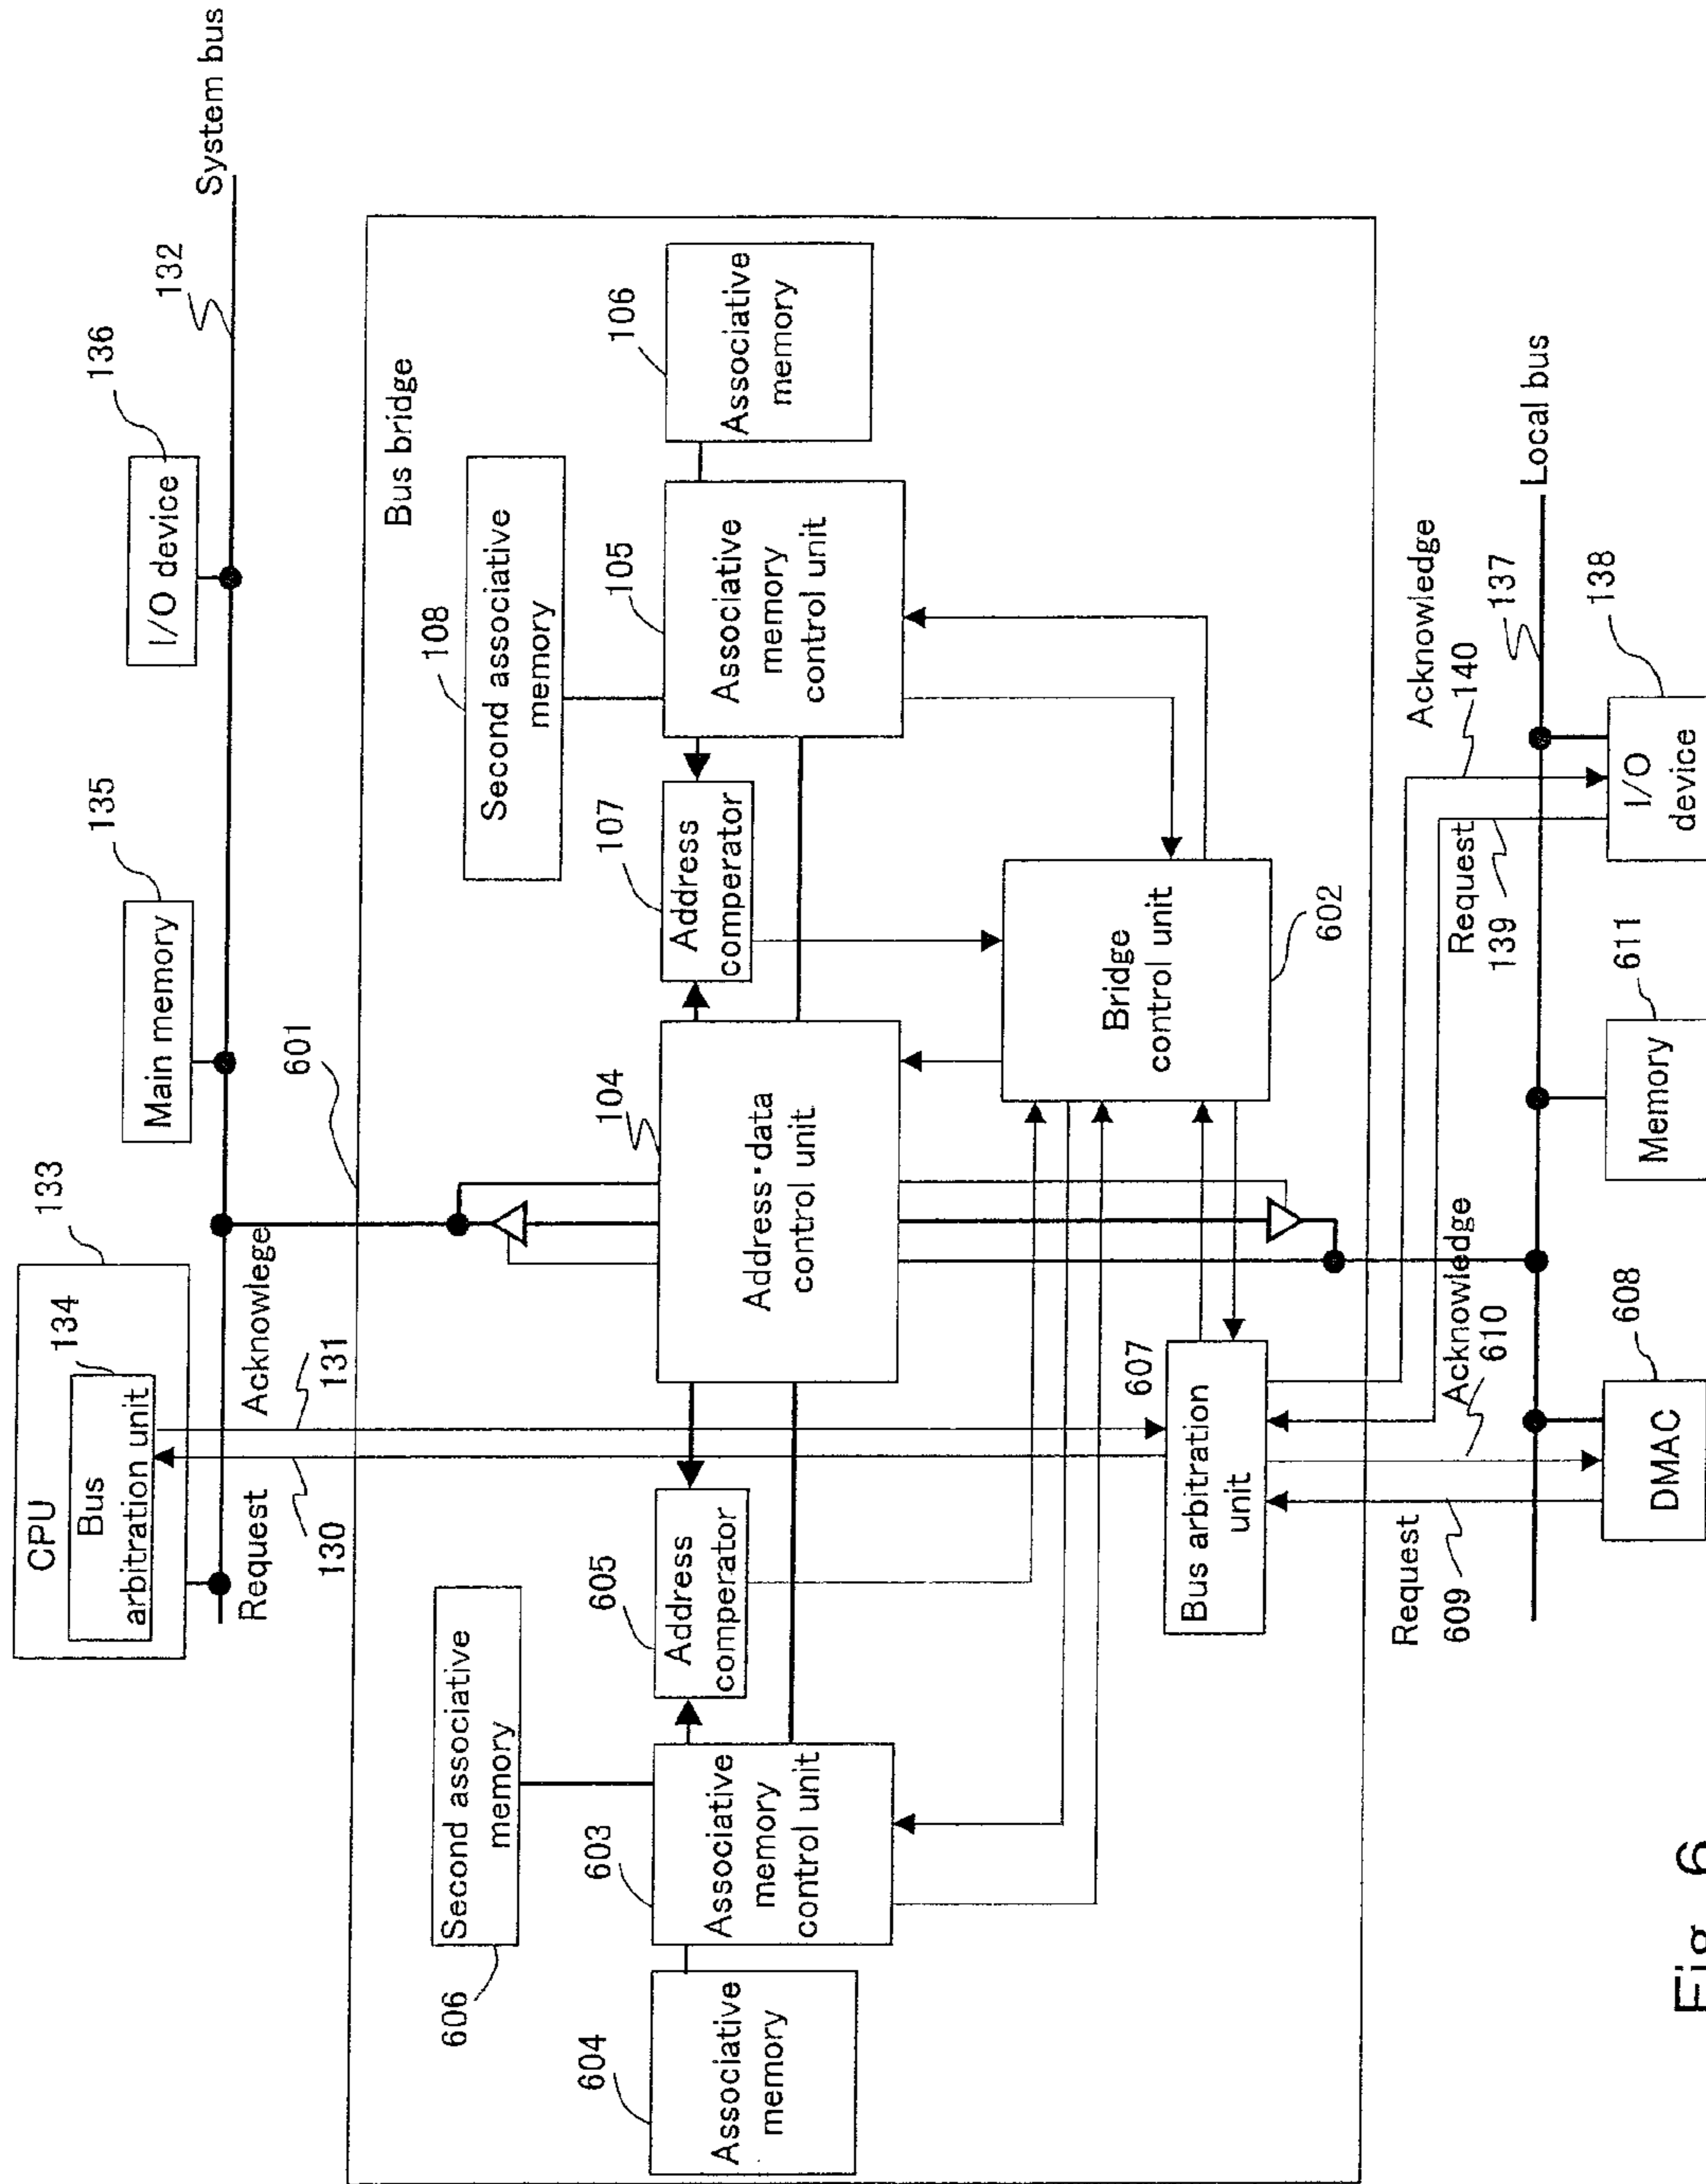 System bus
132
136
I/O device
135
Main memory
133
CPU
134
Bus
arbitration unit
131
Acknowlege
130
Request
601
Bus bridge
108
Second associative
memory
106
Associative
memory
105
Associative
memory
control unit
107
Address
comperator
104
Address·data
control unit
605
Address
comperator
606
Second associative
memory
603
Associative
memory
control unit
604
Associative
memory
Bridge
control unit
602
607
Bus arbitration
unit
Local bus
137
Acknowledge
140
138
I/O
device
Request
139
611
Memory
Acknowledge
610
608
DMAC
Request
609
Fig. 6